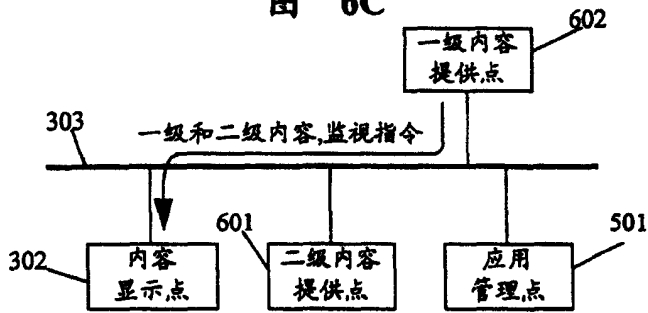 图 6C
602
一级内容
提供点
一级和二级内容,监视指令
303
601
501
302
内容
显示点
二级内容
提供点
应用
管理点